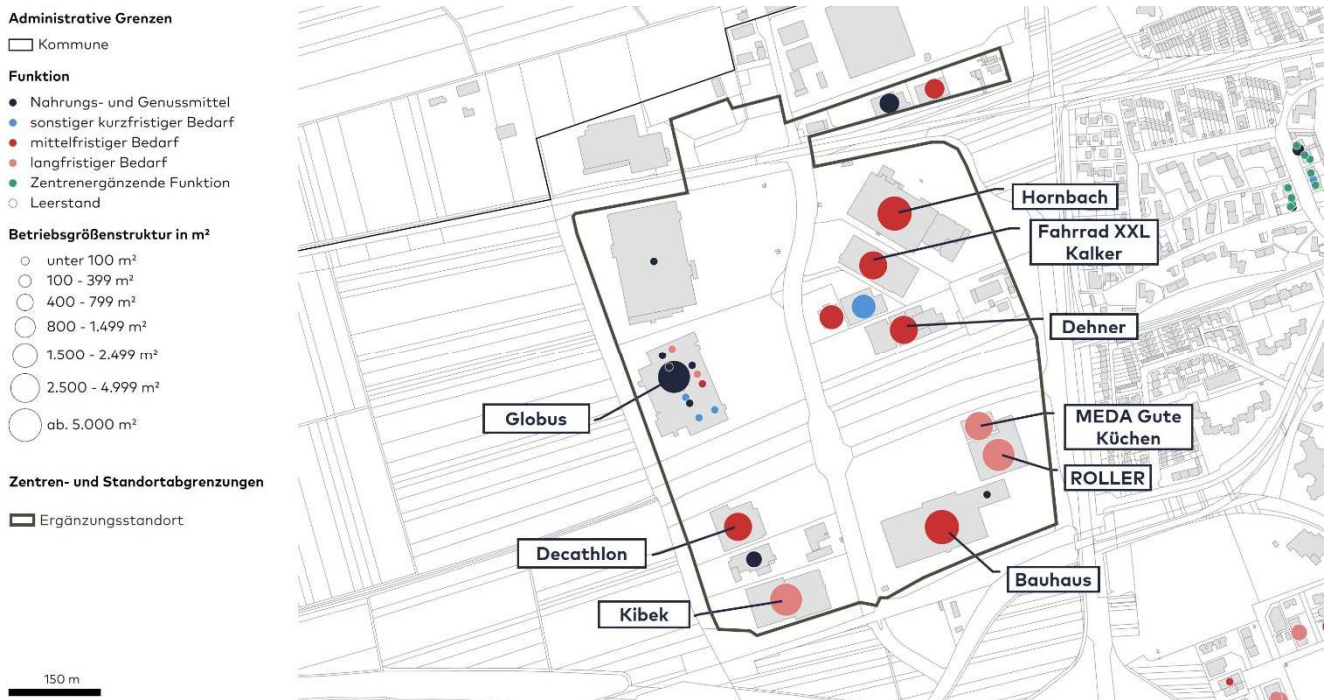 Administrative Grenzen
Kommune
Funktion
Nahrungs- und Genussmittel
sonstiger kurzfristiger Bedarf
mittelfristiger Bedarf
langfristiger Bedarf
Zentrenergänzende Funktion
Leerstand
Betriebsgrößenstruktur in m²
unter 100 m²
100 - 399 m²
400 - 799 m²
800 - 1.499 m²
1.500 - 2.499 m²
2.500 - 4.999 m²
ab. 5.000 m²
Zentren- und Standortabgrenzungen
Ergänzungsstandort
150 m
Hornbach
Fahrrad XXL
Kalker
Dehner
Globus
MEDA Gute
Küchen
ROLLER
Decathlon
Bauhaus
Kibek